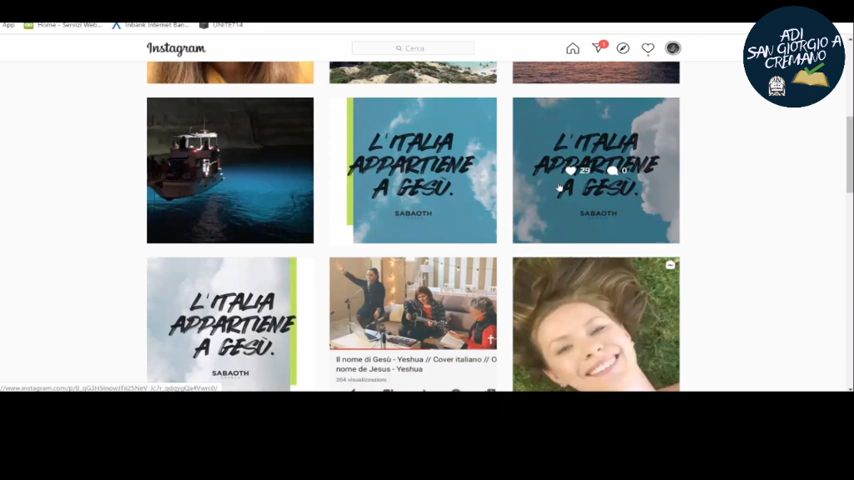 App
Home - Servizi Web...
Inbank Internet Ban...
UNITE714
Instagram
Cerca
1
ADI
SAN GIORGIO A
CREMANO
L'ITALIA
APPARTIENE
A GESÙ.
SABAOTH
L'ITALIA
APPARTIENE
A GESÙ.
SABAOTH
29
0
L'ITALIA
APPARTIENE
A GESÙ.
SABAOTH
Il nome di Gesù - Yeshua // Cover italiano // O
nome de Jesus - Yeshua
264 visualizzazioni